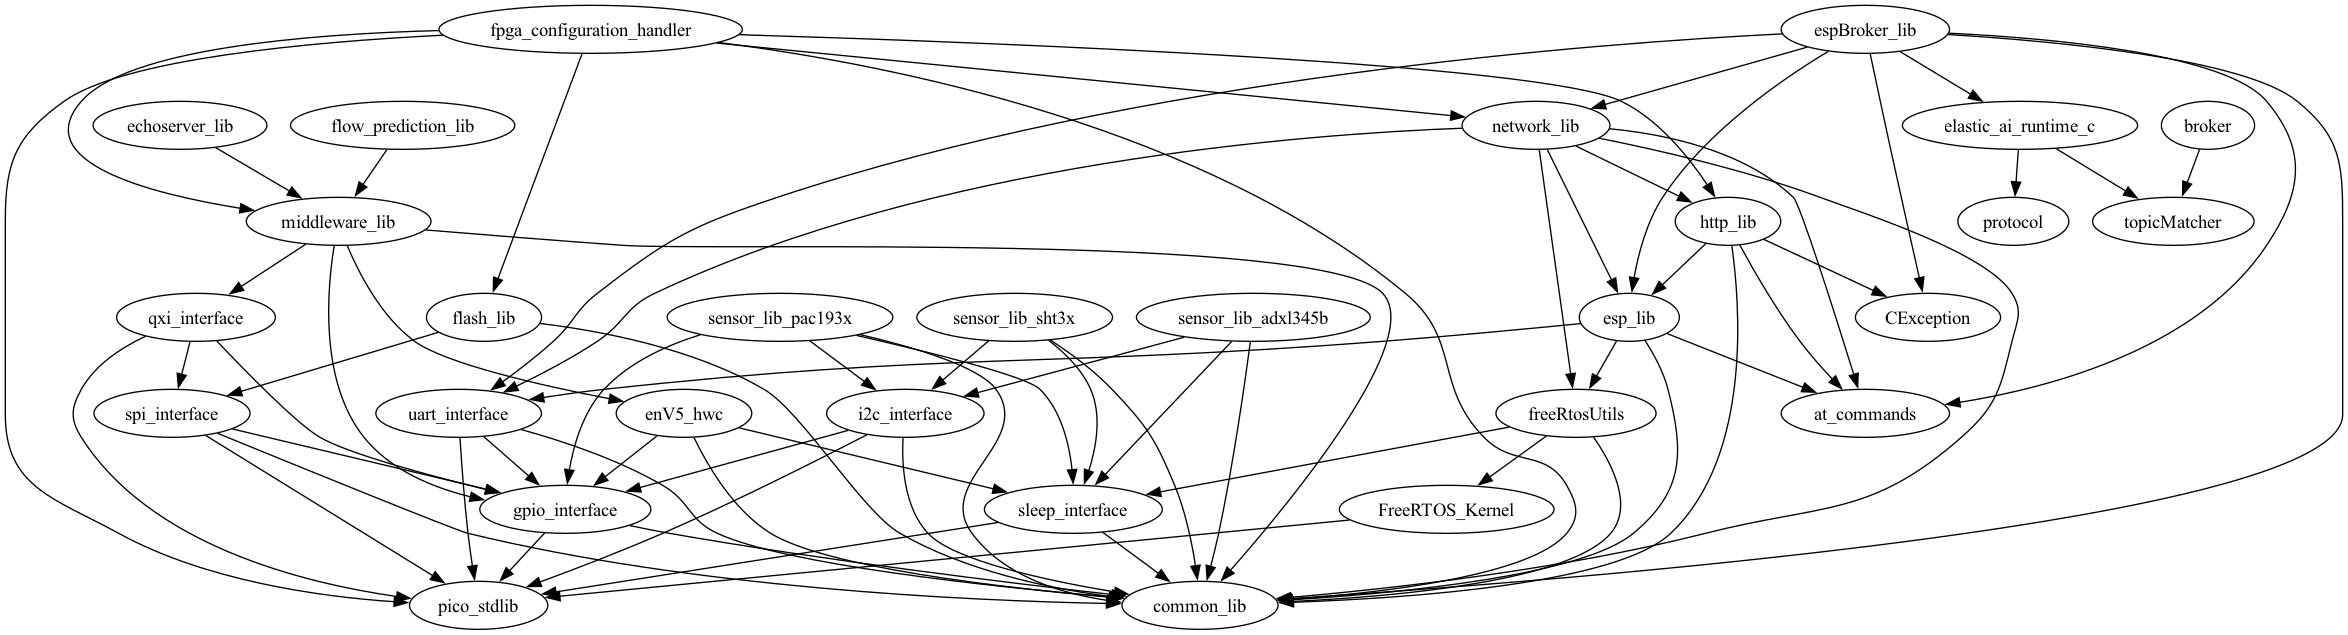 fpga_configuration_handler
espBroker_lib
echoserver_lib
flow_prediction_lib
network_lib
elastic_ai_runtime_c
broker
middleware_lib
http_lib
protocol
topicMatcher
qxi_interface
flash_lib
sensor_lib_pac193x
sensor_lib_sht3x
sensor_lib_adxl345b
esp_lib
CException
spi_interface
uart_interface
enV5_hwc
i2c_interface
freeRtosUtils
at_commands
gpio_interface
sleep_interface
FreeRTOS_Kernel
pico_stdlib
common_lib